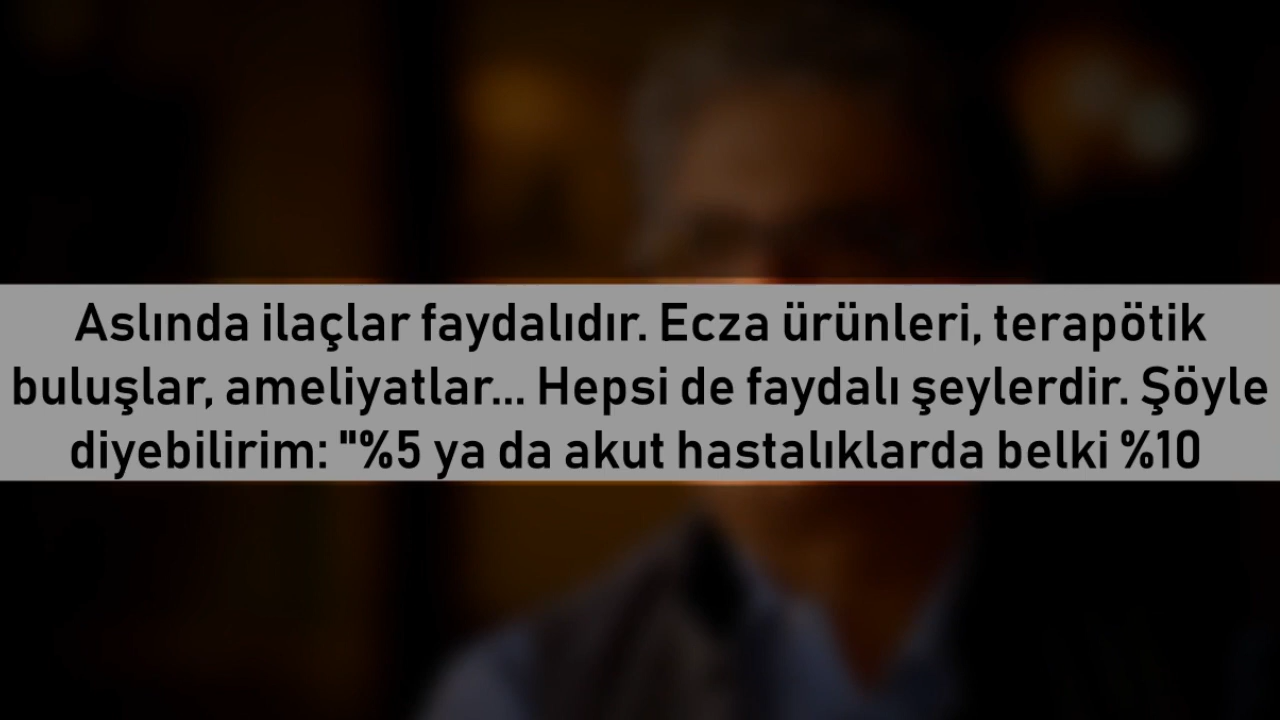 Aslında ilaçlar faydalıdır. Ecza ürünleri, terapötik
buluşlar, ameliyatlar... Hepsi de faydalı şeylerdir. Şöyle
diyebilirim: "%5 ya da akut hastalıklarda belki %10